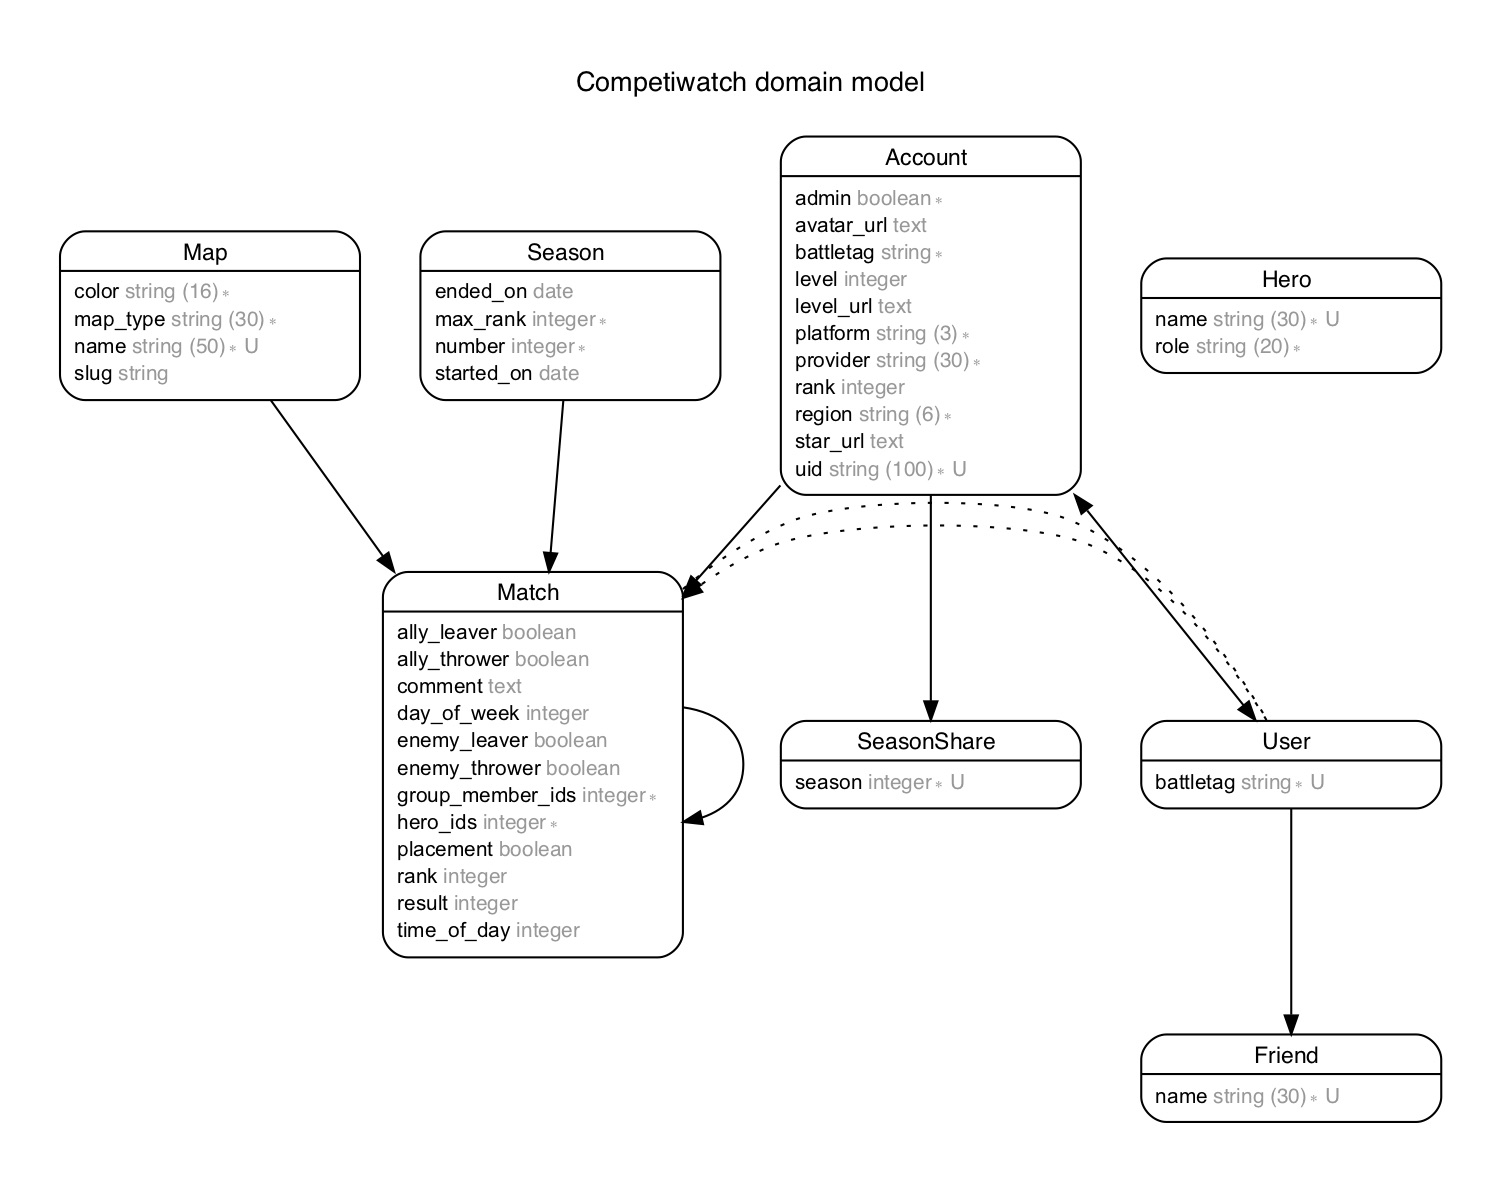 Competiwatch domain model
Map
color string (16) *
map_type string (30) *
name string (50) * U
slug string
Season
ended_on date
max_rank integer *
number integer *
started_on date
Account
admin boolean *
avatar_url text
battletag string *
level integer
level_url text
platform string (3) *
provider string (30) *
rank integer
region string (6) *
star_url text
uid string (100) * U
Hero
name string (30) * U
role string (20) *
Match
ally_leaver boolean
ally_thrower boolean
comment text
day_of_week integer
enemy_leaver boolean
enemy_thrower boolean
group_member_ids integer *
hero_ids integer *
placement boolean
rank integer
result integer
time_of_day integer
SeasonShare
season integer * U
User
battletag string * U
Friend
name string (30) * U